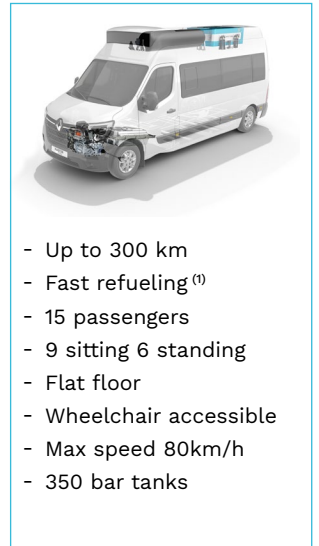 - Up to 300 km
- Fast refueling (1)
- 15 passengers
- 9 sitting 6 standing
- Flat floor
- Wheelchair accessible
- Max speed 80km/h
- 350 bar tanks